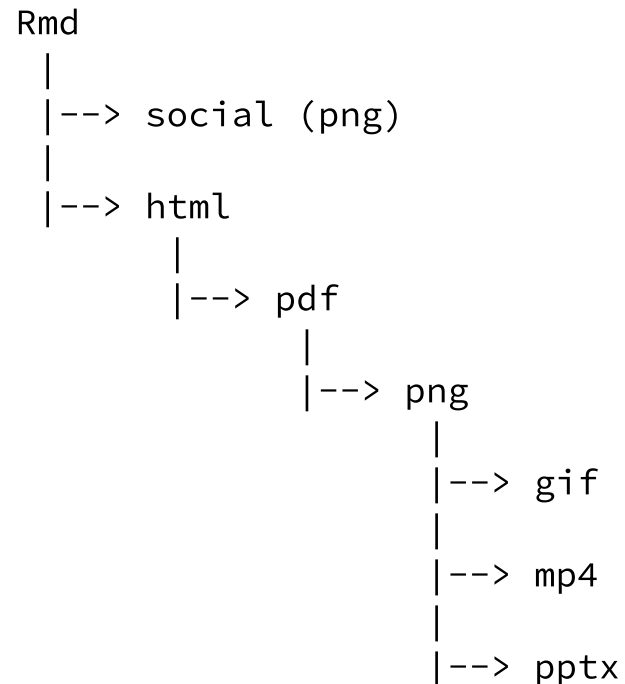 Rmd
|
|--> social (png)
|
|--> html
     |
     |--> pdf
          |
          |--> png
               |
               |--> gif
               |
               |--> mp4
               |
               |--> pptx